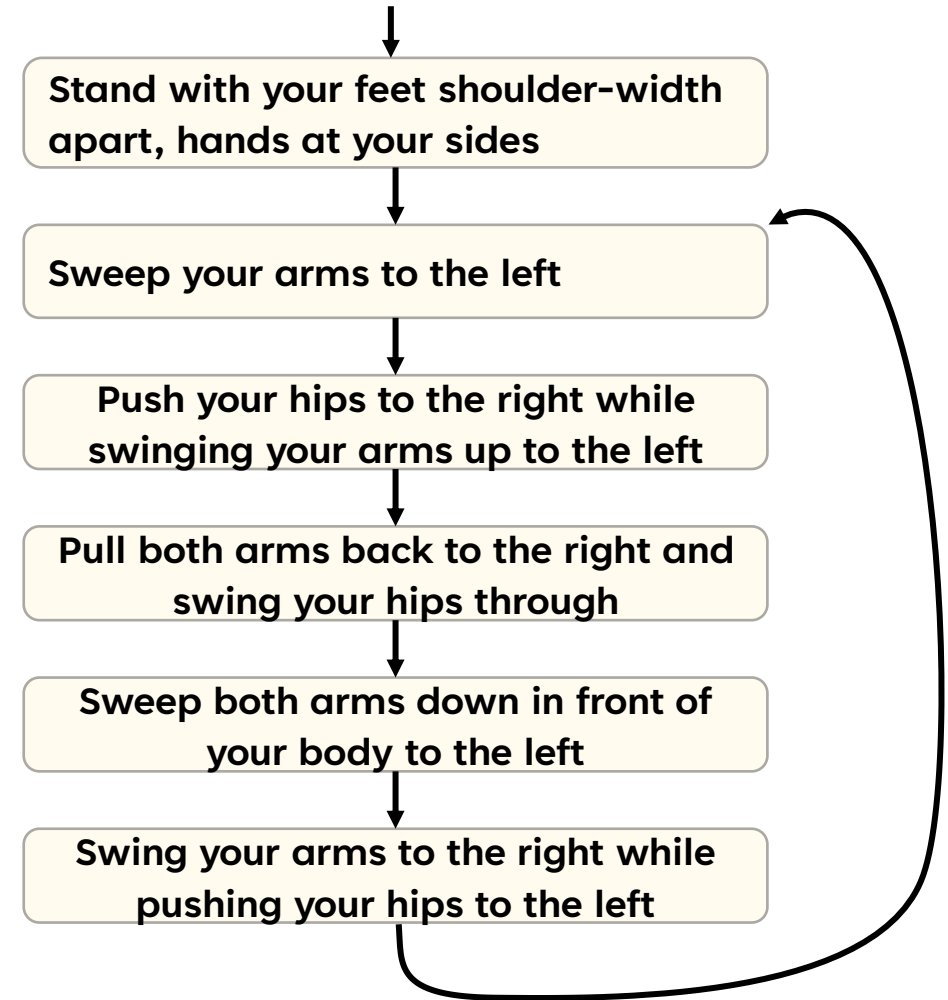 Stand with your feet shoulder-width
apart, hands at your sides
Sweep your arms to the left
Push your hips to the right while
swinging your arms up to the left
Pull both arms back to the right and
swing your hips through
Sweep both arms down in front of
your body to the left
Swing your arms to the right while
pushing your hips to the left